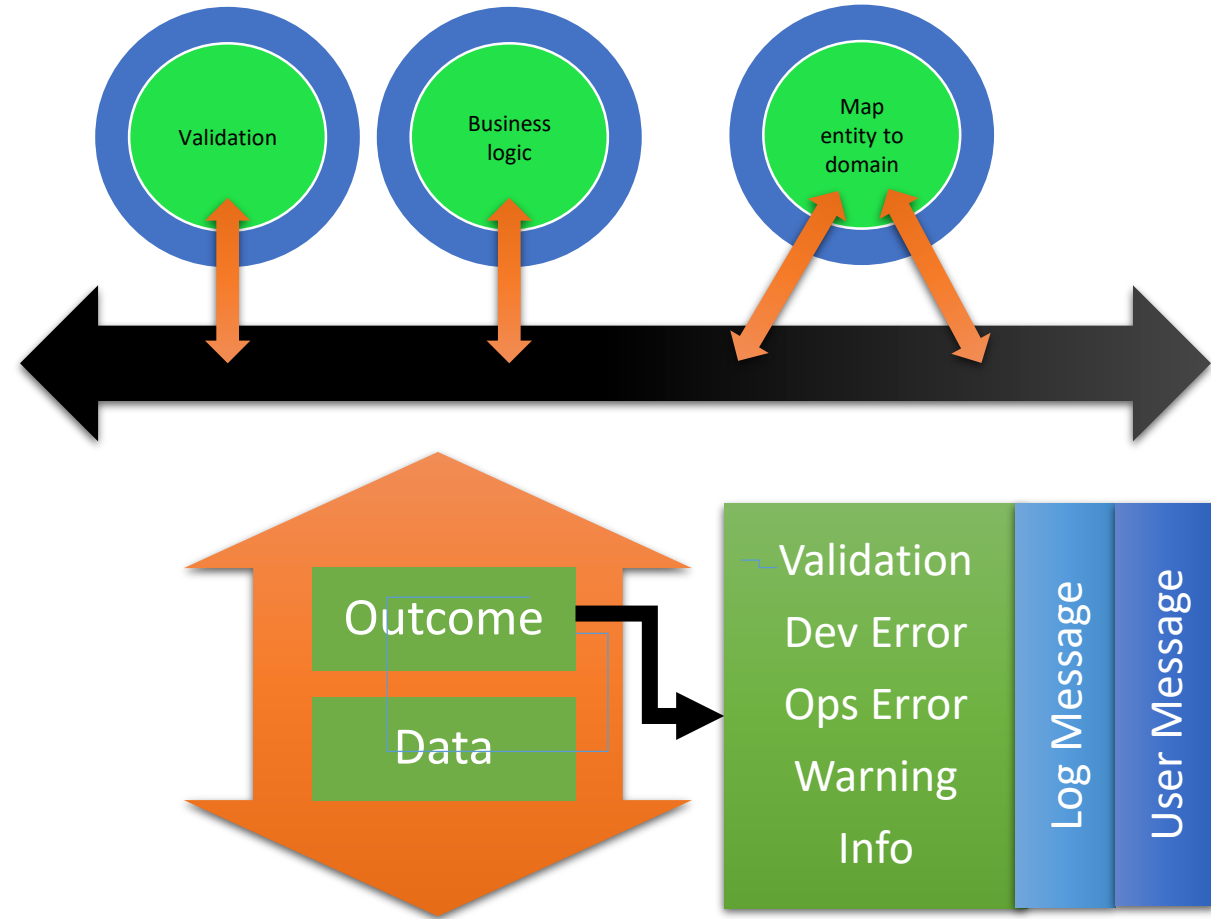 Validation
Business
logic
Map
entity to
domain
Outcome
Data
Validation
Dev Error
Ops Error
Warning
Info
Log Message
User Message